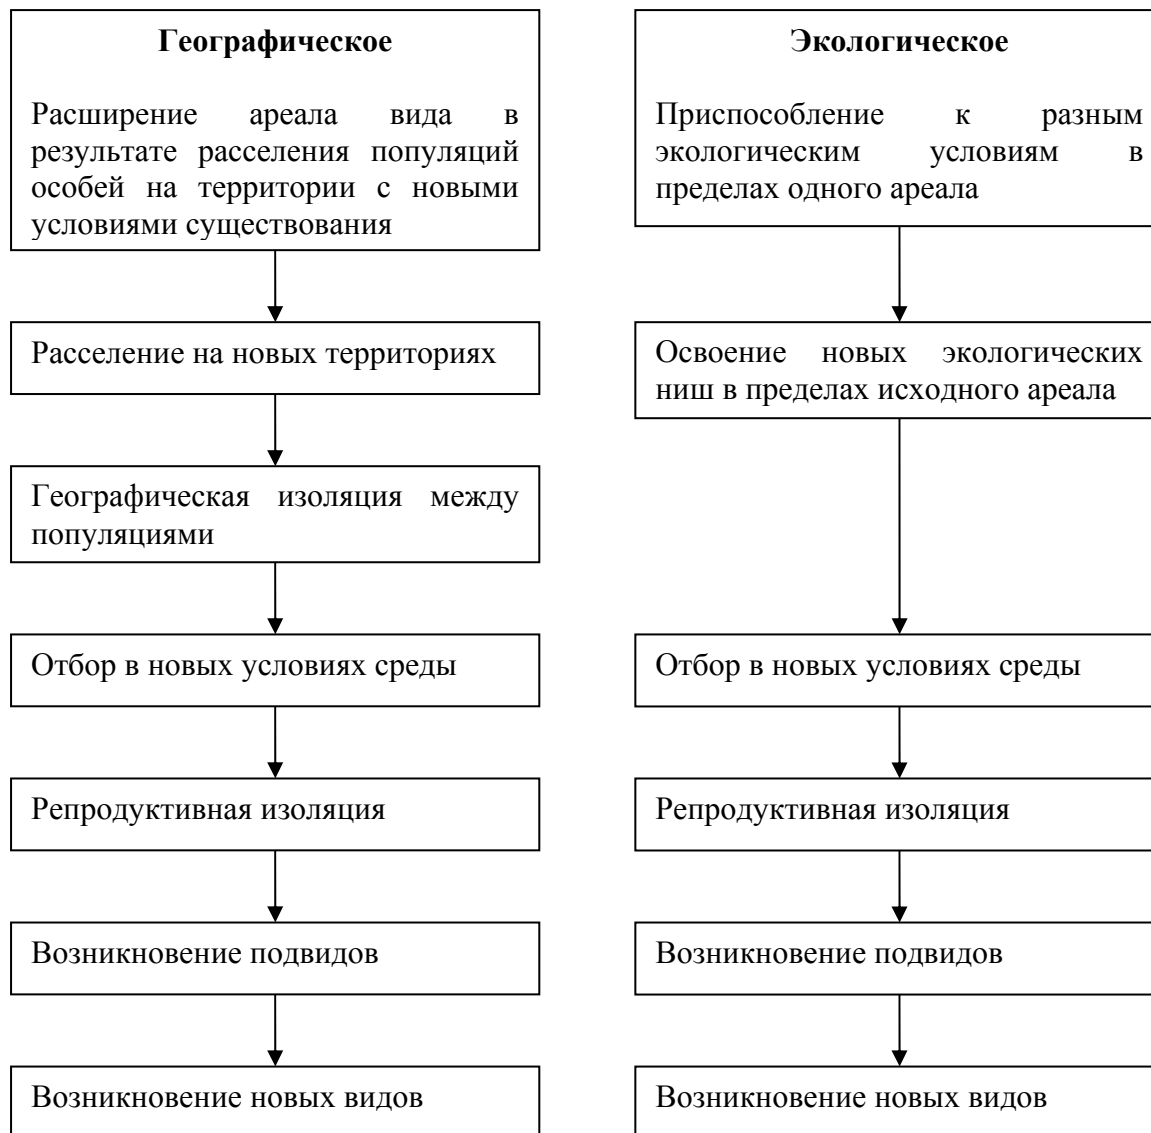 Географическое
Расширение ареала вида в
результате расселения популяций
особей на территории с новыми
условиями существования
Расселение на новых территориях
Географическая изоляция между
популяциями
Отбор в новых условиях среды
Репродуктивная изоляция
Возникновение подвидов
Возникновение новых видов
Экологическое
Приспособление к разным
экологическим условиям в
пределах одного ареала
Освоение новых экологических
ниш в пределах исходного ареала
Отбор в новых условиях среды
Репродуктивная изоляция
Возникновение подвидов
Возникновение новых видов